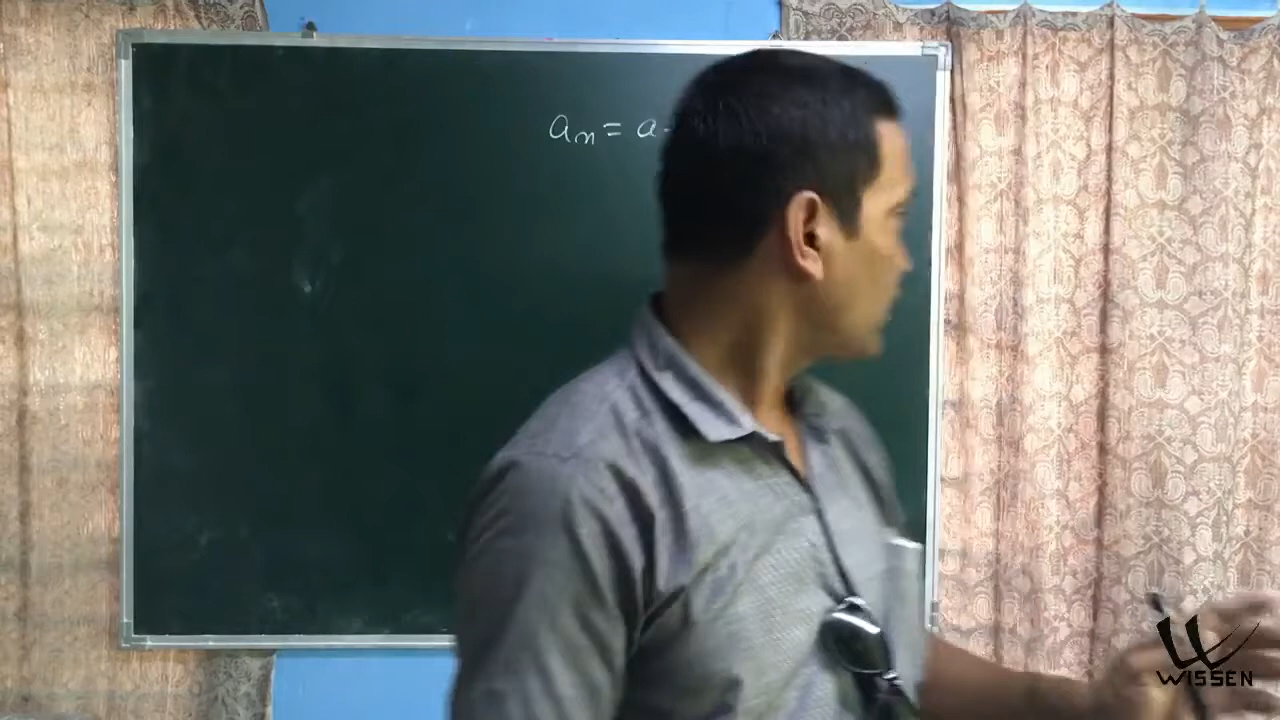 aₙ = a -
WISSEN